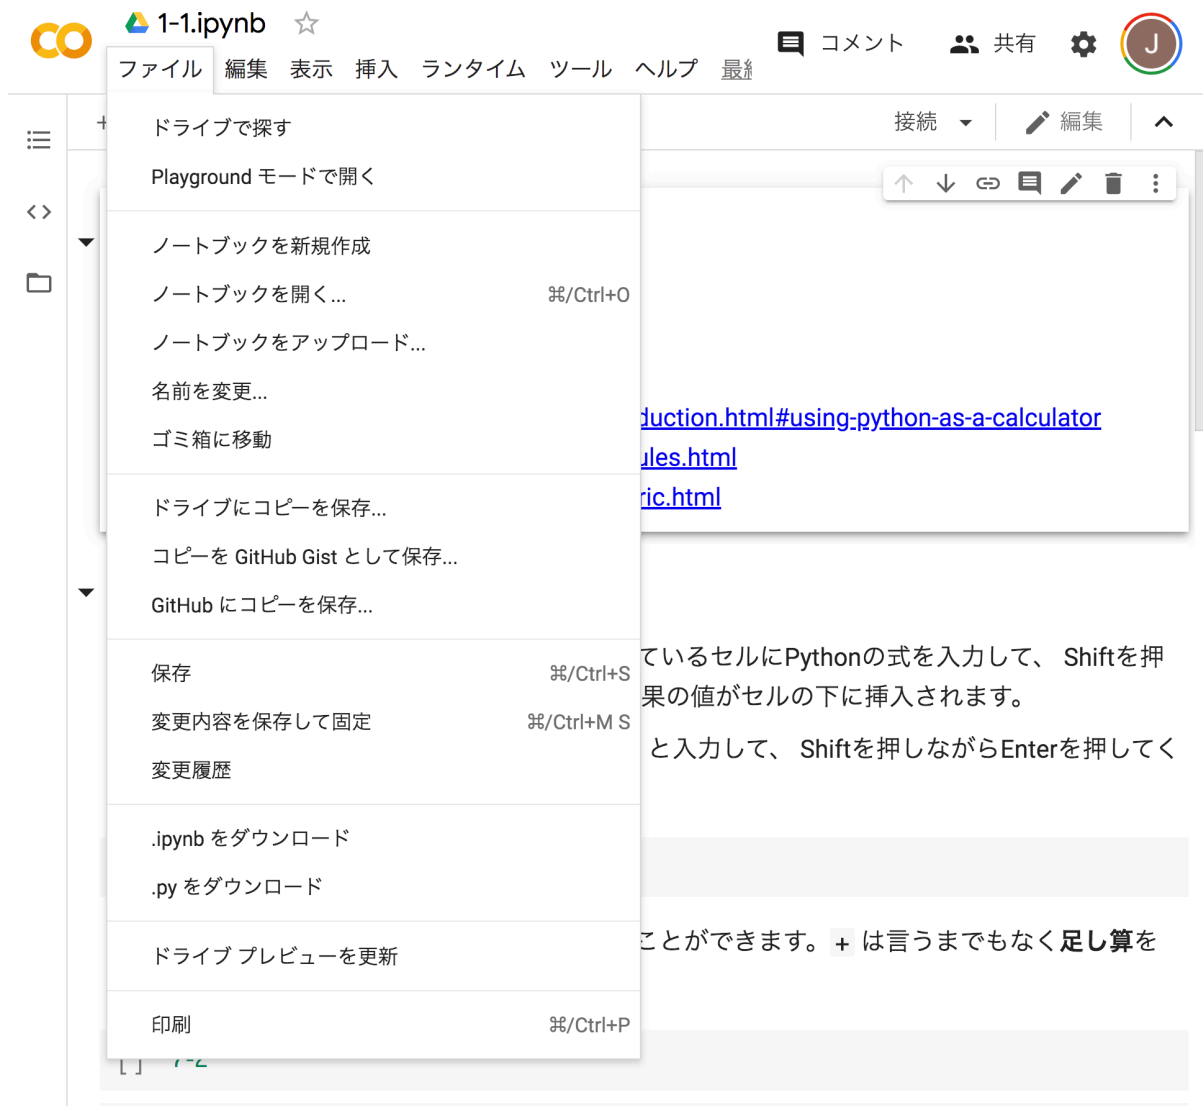 1-1.ipynb
コメント
共有
J
ファイル 編集 表示 挿入 ランタイム ツール ヘルプ 最終
接続
編集
ドライブで探す
Playground モードで開く
ノートブックを新規作成
ノートブックを開く... ⌘/Ctrl+O
ノートブックをアップロード...
名前を変更...
duction.html#using-python-as-a-calculator
ゴミ箱に移動
ules.html
ric.html
ドライブにコピーを保存...
コピーを GitHub Gist として保存...
GitHub にコピーを保存...
ているセルにPythonの式を入力して、 Shiftを押
保存 ⌘/Ctrl+S
果の値がセルの下に挿入されます。
変更内容を保存して固定 ⌘/Ctrl+M S
と入力して、 Shiftを押しながらEnterを押してく
変更履歴
.ipynb をダウンロード
.py をダウンロード
ことができます。 + は言うまでもなく足し算を
ドライブ プレビューを更新
印刷 ⌘/Ctrl+P
[ ] 7-2